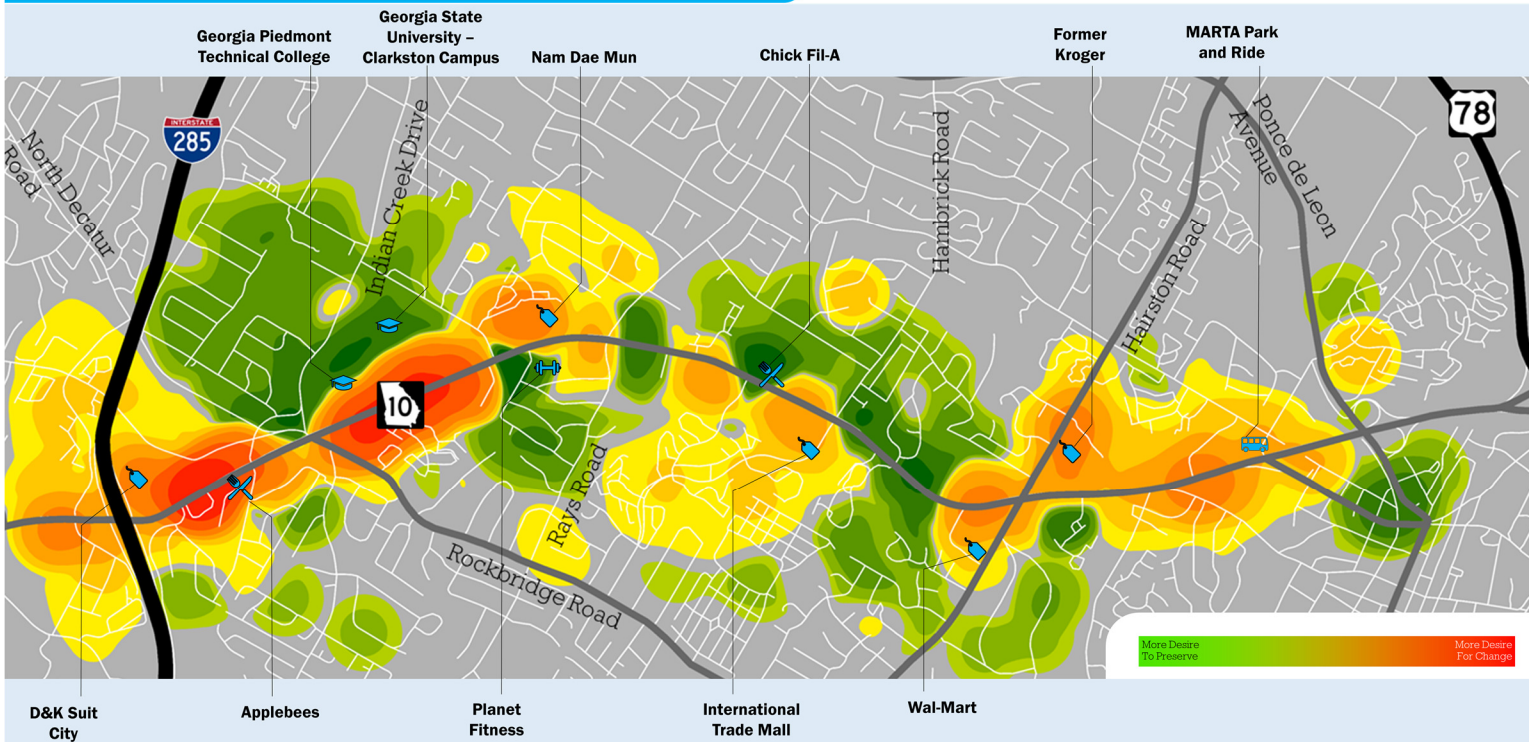 Georgia Piedmont
Technical College
Georgia State
University –
Clarkston Campus
Nam Dae Mun
Chick Fil-A
Former
Kroger
MARTA Park
and Ride
INTERSTATE
285
78
North Decatur
Road
Indian Creek Drive
Hambrick Road
Ponce de Leon
Avenue
Hairston Road
10
Rays Road
Rockbridge Road
More Desire
To Preserve
More Desire
For Change
D&K Suit
City
Applebees
Planet
Fitness
International
Trade Mall
Wal-Mart